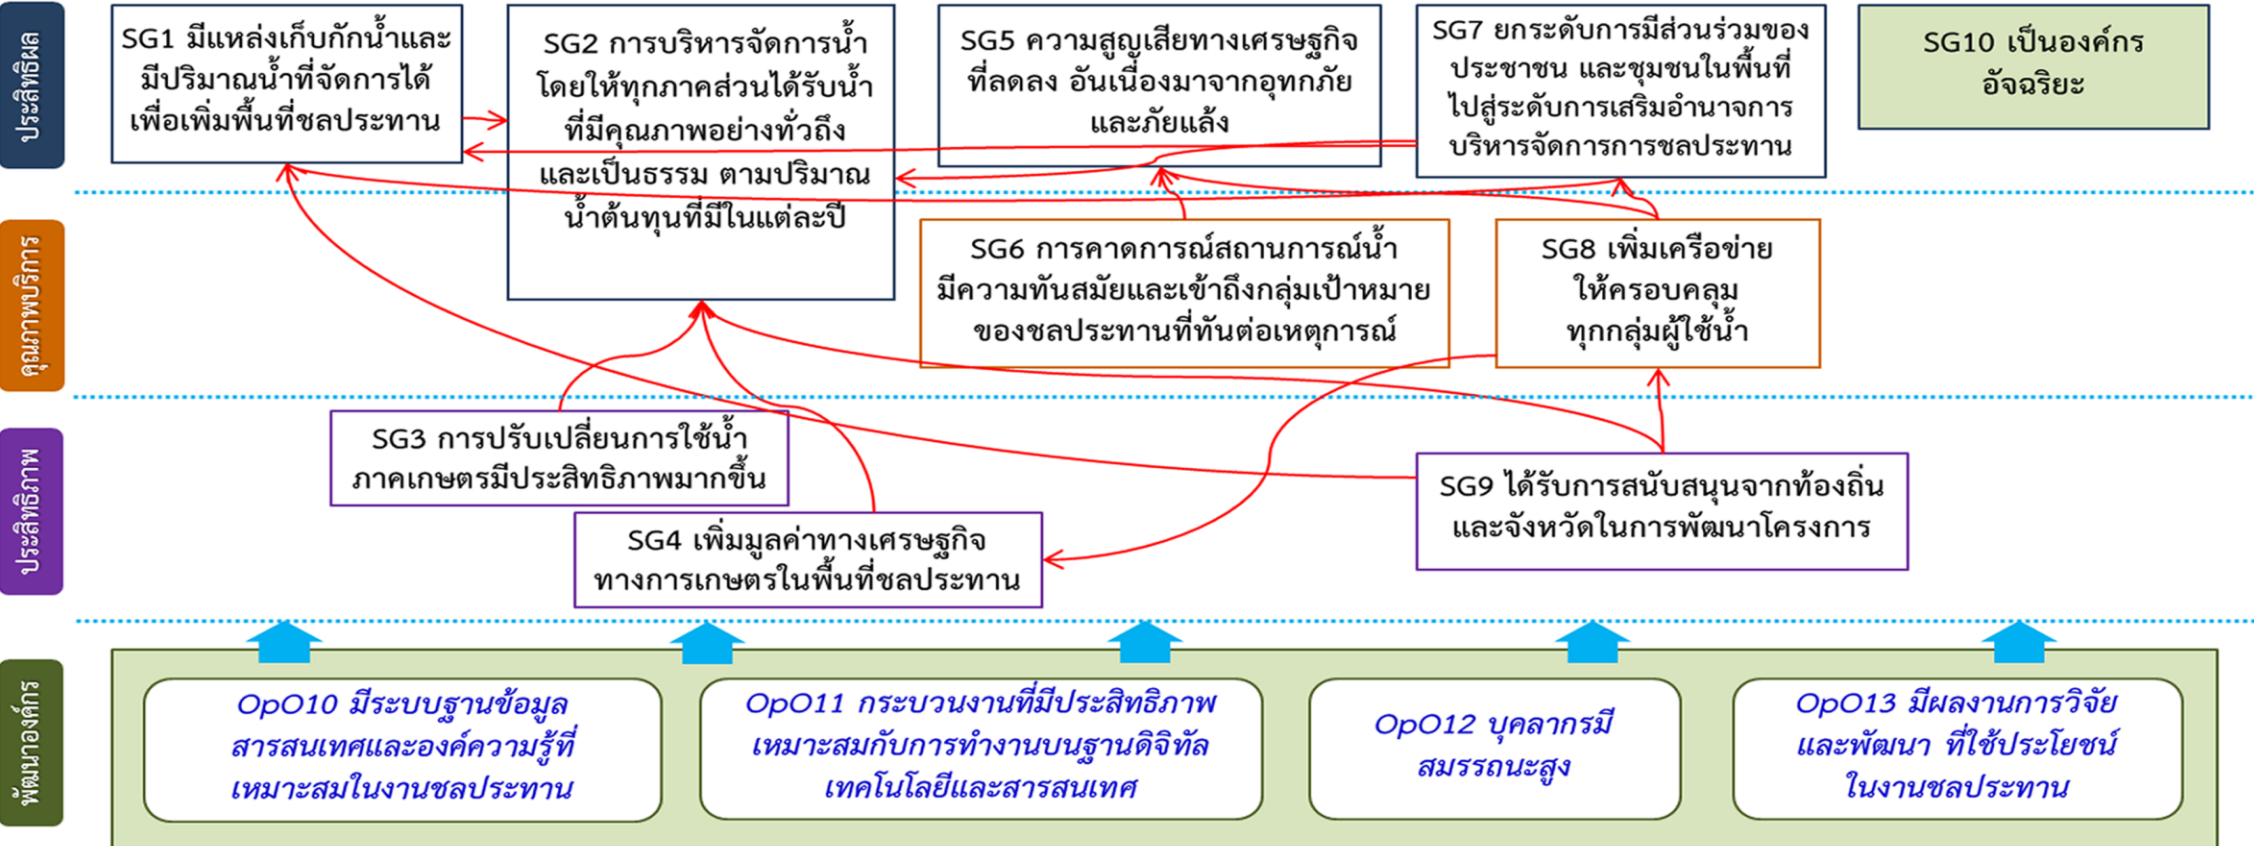 ประสิทธิผล
SG1 มีแหล่งเก็บกักน้ำและ
มีปริมาณน้ำที่จัดการได้
เพื่อเพิ่มพื้นที่ชลประทาน
SG2 การบริหารจัดการน้ำ
โดยให้ทุกภาคส่วนได้รับน้ำ
ที่มีคุณภาพอย่างทั่วถึง
และเป็นธรรม ตามปริมาณ
น้ำต้นทุนที่มีในแต่ละปี
SG5 ความสูญเสียทางเศรษฐกิจ
ที่ลดลง อันเนื่องมาจากอุทกภัย
และภัยแล้ง
SG7 ยกระดับการมีส่วนร่วมของ
ประชาชน และชุมชนในพื้นที่
ไปสู่ระดับการเสริมอำนาจการ
บริหารจัดการการชลประทาน
SG10 เป็นองค์กร
อัจฉริยะ
คุณภาพบริการ
SG6 การคาดการณ์สถานการณ์น้ำ
มีความทันสมัยและเข้าถึงกลุ่มเป้าหมาย
ของชลประทานที่ทันต่อเหตุการณ์
SG8 เพิ่มเครือข่าย
ให้ครอบคลุม
ทุกกลุ่มผู้ใช้น้ำ
ประสิทธิภาพ
SG3 การปรับเปลี่ยนการใช้น้ำ
ภาคเกษตรมีประสิทธิภาพมากขึ้น
SG4 เพิ่มมูลค่าทางเศรษฐกิจ
ทางการเกษตรในพื้นที่ชลประทาน
SG9 ได้รับการสนับสนุนจากท้องถิ่น
และจังหวัดในการพัฒนาโครงการ
พัฒนาองค์กร
OpO10 มีระบบฐานข้อมูล
สารสนเทศและองค์ความรู้ที่
เหมาะสมในงานชลประทาน
OpO11 กระบวนงานที่มีประสิทธิภาพ
เหมาะสมกับการทำงานบนฐานดิจิทัล
เทคโนโลยีและสารสนเทศ
OpO12 บุคลากรมี
สมรรถนะสูง
OpO13 มีผลงานการวิจัย
และพัฒนา ที่ใช้ประโยชน์
ในงานชลประทาน